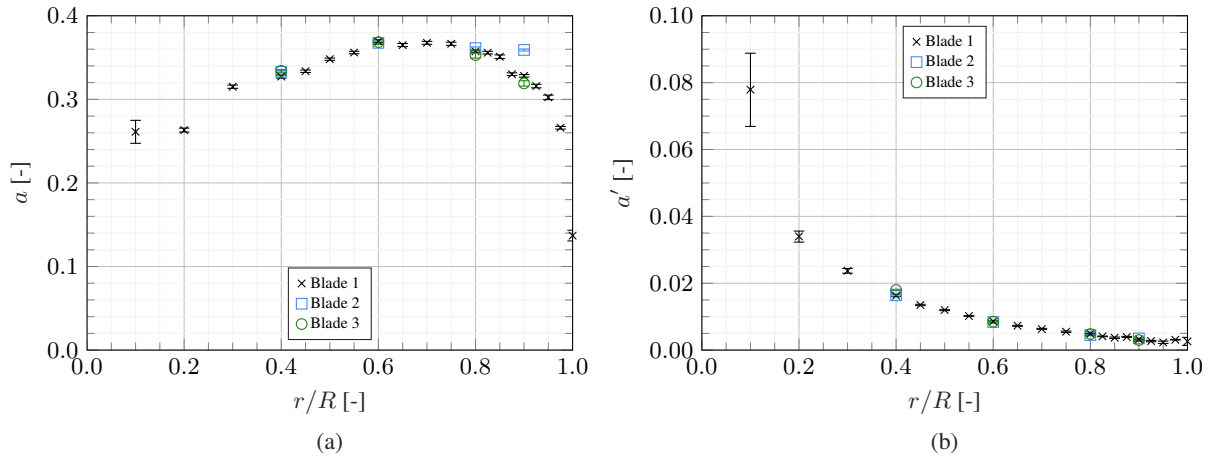 0.4
0.3
0.2
0.1
0.0
a [-]
Blade 1
Blade 2
Blade 3
0.0 0.2 0.4 0.6 0.8 1.0
r/R [-]
(a)
0.10
0.08
0.06
0.04
0.02
0.00
a′ [-]
Blade 1
Blade 2
Blade 3
0.0 0.2 0.4 0.6 0.8 1.0
r/R [-]
(b)